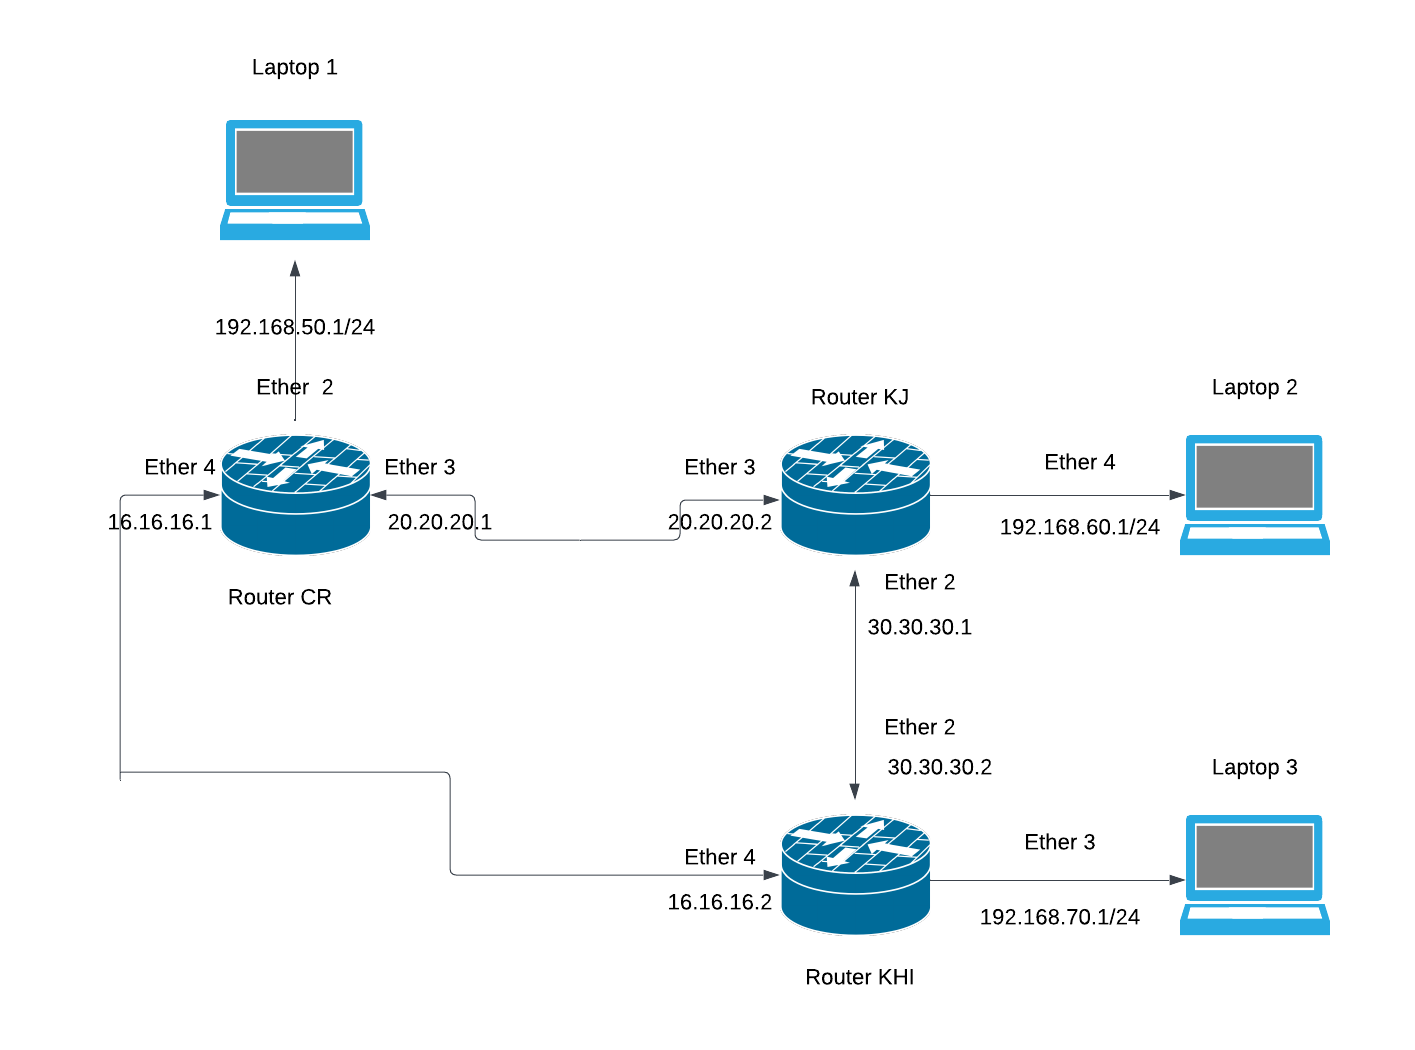 Laptop 1
192.168.50.1/24
Ether 2
Router KJ
Laptop 2
Ether 4
Ether 3
Ether 3
Ether 4
16.16.16.1
20.20.20.1
20.20.20.2
192.168.60.1/24
Router CR
Ether 2
30.30.30.1
Ether 2
30.30.30.2
Laptop 3
Ether 4
Ether 3
16.16.16.2
192.168.70.1/24
Router KHI